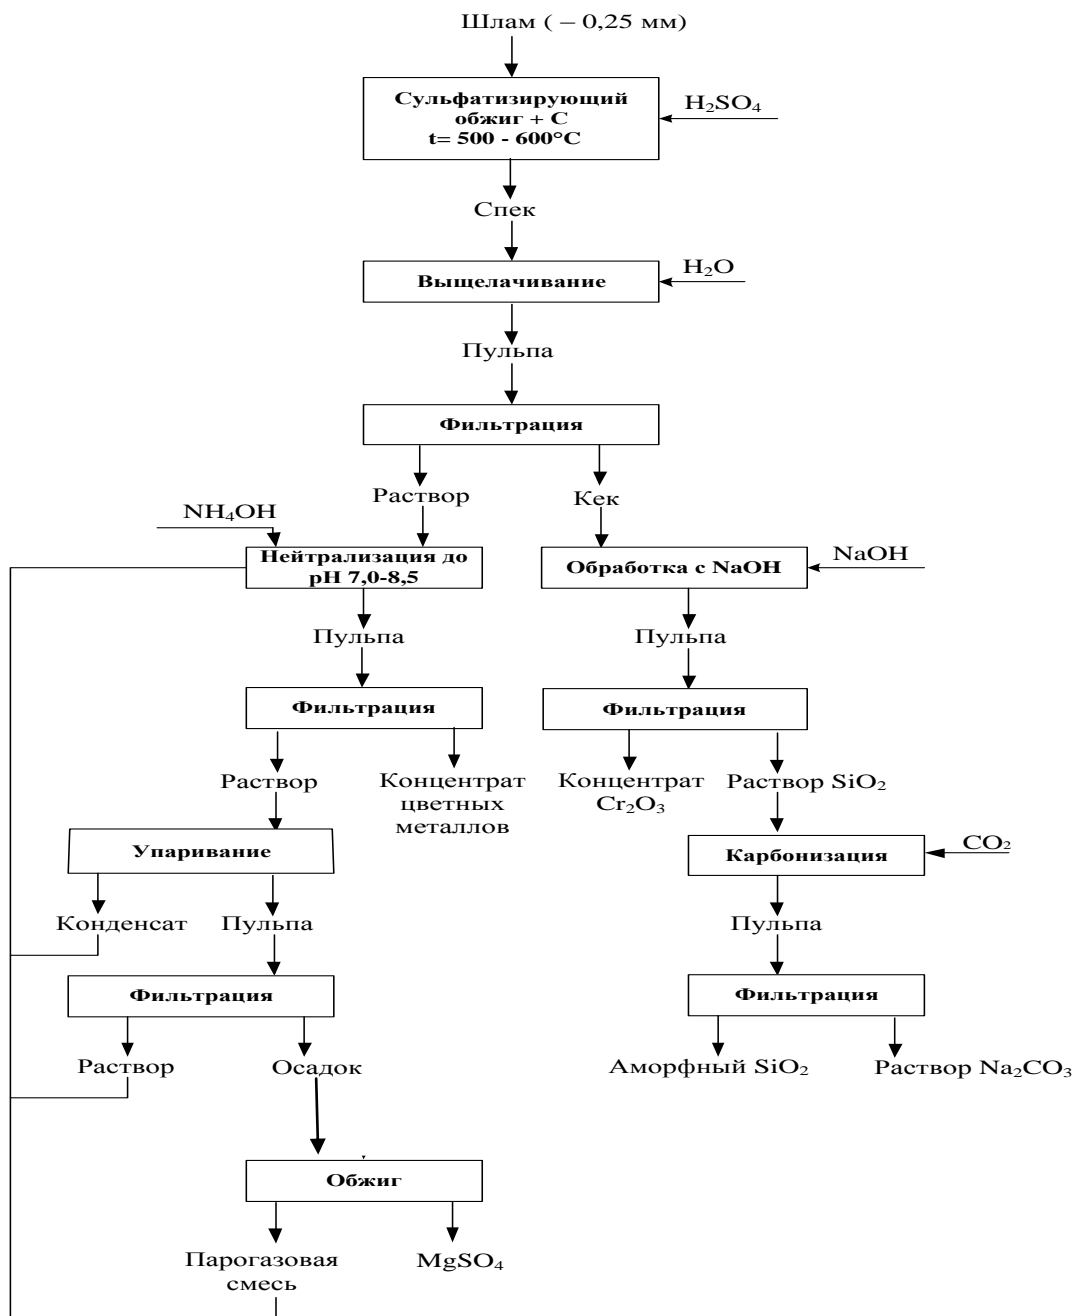 Шлам ( – 0,25 мм)
Сульфатизирующий
обжиг + С
t= 500 - 600°С
H₂SO₄
Спек
Выщелачивание
H₂O
Пульпа
Фильтрация
Раствор
Кек
NH₄OH
Нейтрализация до
рН 7,0-8,5
Обработка с NaOH
NaOH
Пульпа
Пульпа
Фильтрация
Фильтрация
Раствор
Концентрат
цветных
металлов
Концентрат
Cr₂O₃
Раствор SiO₂
Упаривание
Карбонизация
CO₂
Конденсат
Пульпа
Пульпа
Фильтрация
Фильтрация
Раствор
Осадок
Аморфный SiO₂
Раствор Na₂CO₃
Обжиг
Парогазовая
смесь
MgSO₄